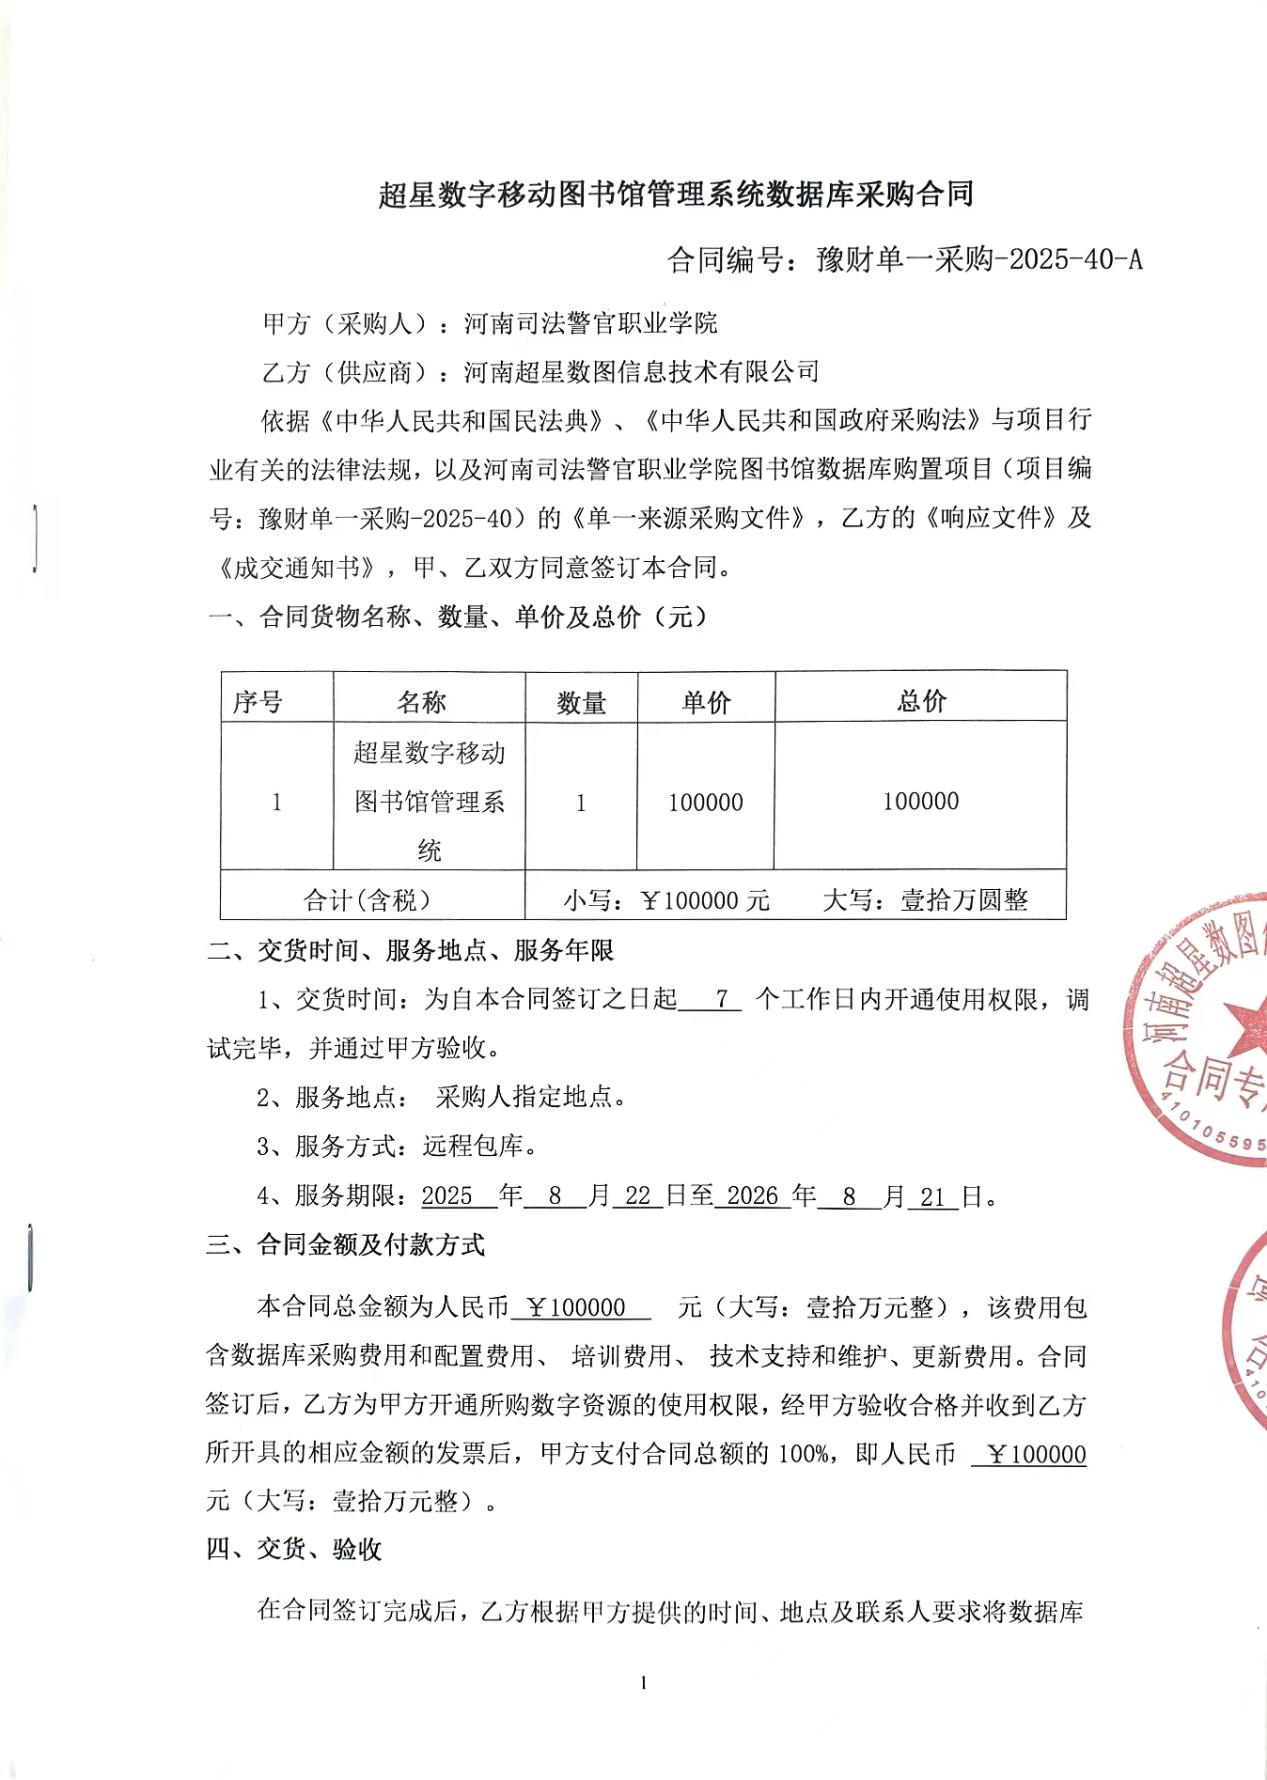 超星数字移动图书馆管理系统数据库采购合同
合同编号：豫财单一采购-2025-40-A
甲方（采购人）：河南司法警官职业学院
乙方（供应商）：河南超星数图信息技术有限公司
依据《中华人民共和国民法典》、《中华人民共和国政府采购法》与项目行
业有关的法律法规，以及河南司法警官职业学院图书馆数据库购置项目（项目编
号：豫财单一采购-2025-40）的《单一来源采购文件》，乙方的《响应文件》及
《成交通知书》，甲、乙双方同意签订本合同。
一、合同货物名称、数量、单价及总价（元）
序号 名称 数量 单价 总价
超星数字移动
1 图书馆管理系 1 100000 100000
统
合计(含税） 小写：￥100000 元 大写：壹拾万圆整
二、交货时间、服务地点、服务年限
1、交货时间：为自本合同签订之日起 7 个工作日内开通使用权限，调
试完毕，并通过甲方验收。
2、服务地点： 采购人指定地点。
3、服务方式：远程包库。
4、服务期限：2025 年 8 月 22 日至 2026 年 8 月 21 日。
三、合同金额及付款方式
本合同总金额为人民币 ￥100000 元（大写：壹拾万元整），该费用包
含数据库采购费用和配置费用、 培训费用、 技术支持和维护、更新费用。合同
签订后，乙方为甲方开通所购数字资源的使用权限，经甲方验收合格并收到乙方
所开具的相应金额的发票后，甲方支付合同总额的 100%，即人民币 ￥100000
元（大写：壹拾万元整）。
四、交货、验收
在合同签订完成后，乙方根据甲方提供的时间、地点及联系人要求将数据库
1
河南超星数图
合同专
410105595